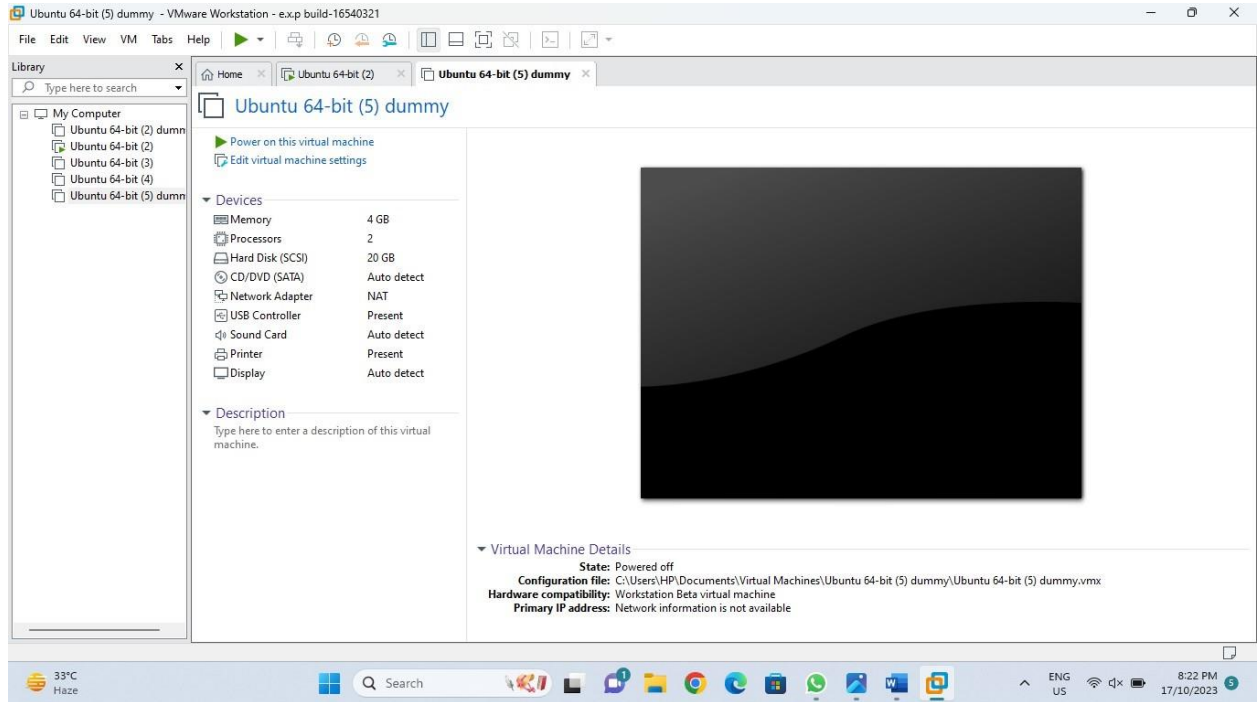 Ubuntu 64-bit (5) dummy - VMware Workstation - e.x.p build-16540321
File Edit View VM Tabs Help
Library
Type here to search
My Computer
Ubuntu 64-bit (2) dumm
Ubuntu 64-bit (2)
Ubuntu 64-bit (3)
Ubuntu 64-bit (4)
Ubuntu 64-bit (5) dumm
Home Ubuntu 64-bit (2) Ubuntu 64-bit (5) dummy
Ubuntu 64-bit (5) dummy
Power on this virtual machine
Edit virtual machine settings
Devices
Memory 4 GB
Processors 2
Hard Disk (SCSI) 20 GB
CD/DVD (SATA) Auto detect
Network Adapter NAT
USB Controller Present
Sound Card Auto detect
Printer Present
Display Auto detect
Description
Type here to enter a description of this virtual
machine.
Virtual Machine Details
State: Powered off
Configuration file: C:\Users\HP\Documents\Virtual Machines\Ubuntu 64-bit (5) dummy\Ubuntu 64-bit (5) dummy.vmx
Hardware compatibility: Workstation Beta virtual machine
Primary IP address: Network information is not available
33°C
Haze
Search
1
ENG
US
8:22 PM
17/10/2023
5